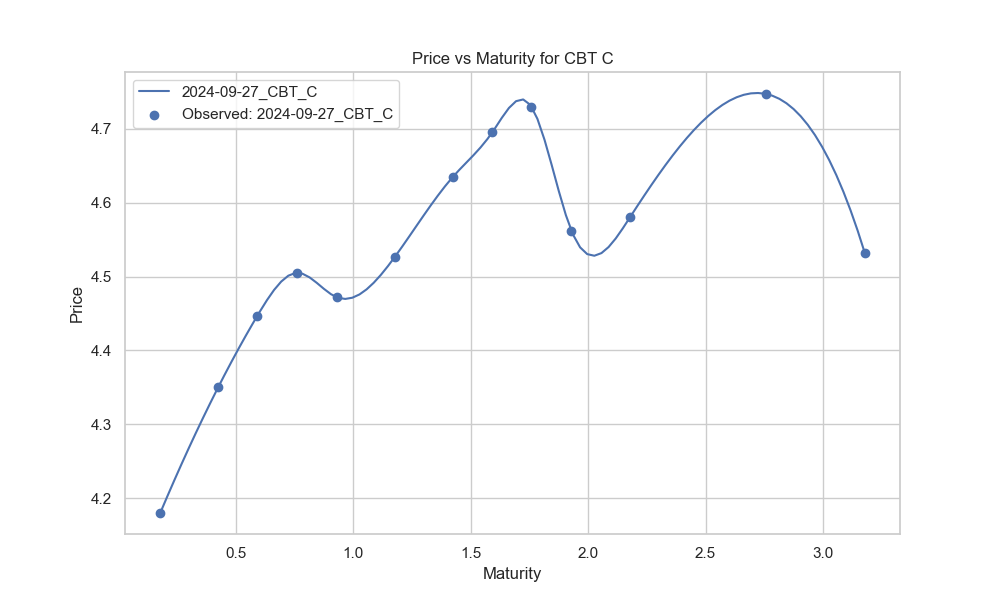 Price vs Maturity for CBT C
2024-09-27_CBT_C
Observed: 2024-09-27_CBT_C
Price
4.7
4.6
4.5
4.4
4.3
4.2
0.5 1.0 1.5 2.0 2.5 3.0
Maturity